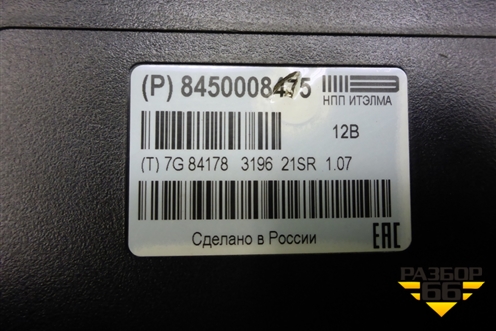 (P) 8450008475
НПП ИТЭЛМА
12В
(T) 7G 84178 3196 21SR 1.07
Сделано в России
EAC
РАЗБОР
66